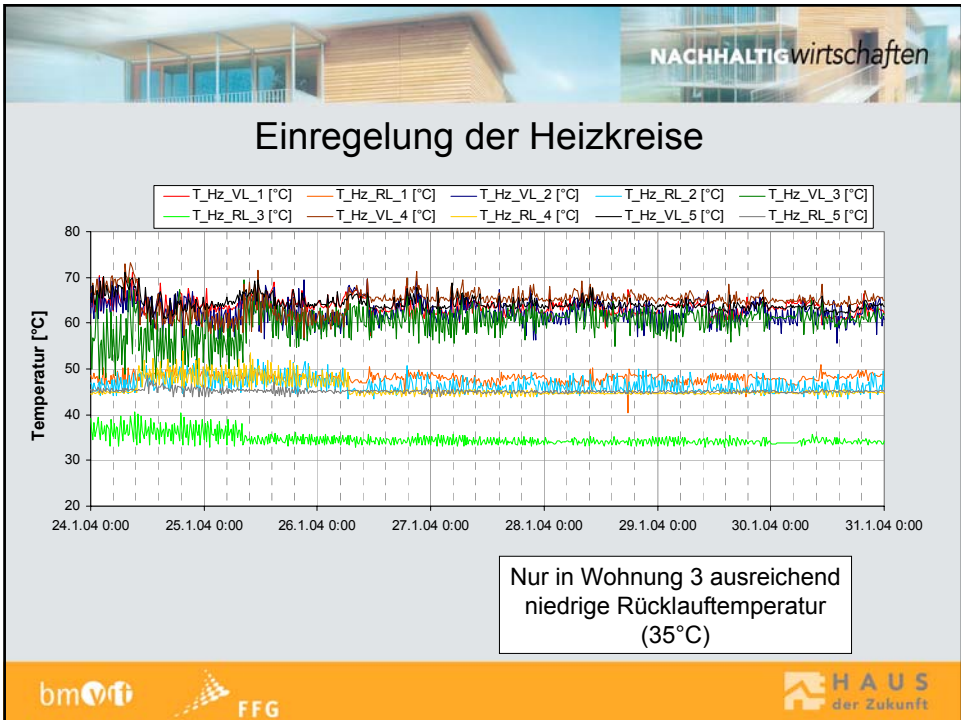 NACHHALTIGwirtschaften
Einregelung der Heizkreise
T_Hz_VL_1 [°C] T_Hz_RL_1 [°C] T_Hz_VL_2 [°C] T_Hz_RL_2 [°C] T_Hz_VL_3 [°C]
T_Hz_RL_3 [°C] T_Hz_VL_4 [°C] T_Hz_RL_4 [°C] T_Hz_VL_5 [°C] T_Hz_RL_5 [°C]
Temperatur [°C]
80
70
60
50
40
30
20
24.1.04 0:00 25.1.04 0:00 26.1.04 0:00 27.1.04 0:00 28.1.04 0:00 29.1.04 0:00 30.1.04 0:00 31.1.04 0:00
Nur in Wohnung 3 ausreichend
niedrige Rücklauftemperatur
(35°C)
bmvit
FFG
HAUS
der Zukunft